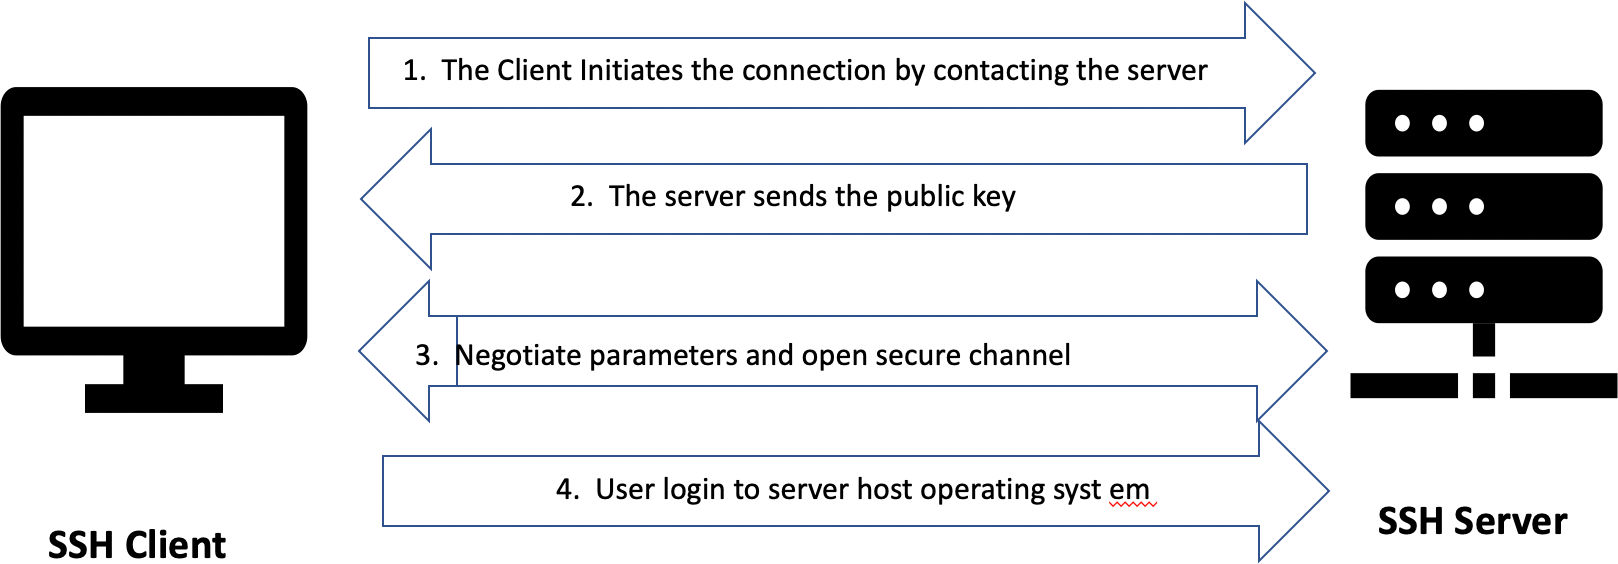 1. The Client Initiates the connection by contacting the server
2. The server sends the public key
3. Negotiate parameters and open secure channel
4. User login to server host operating syst em
SSH Client
SSH Server